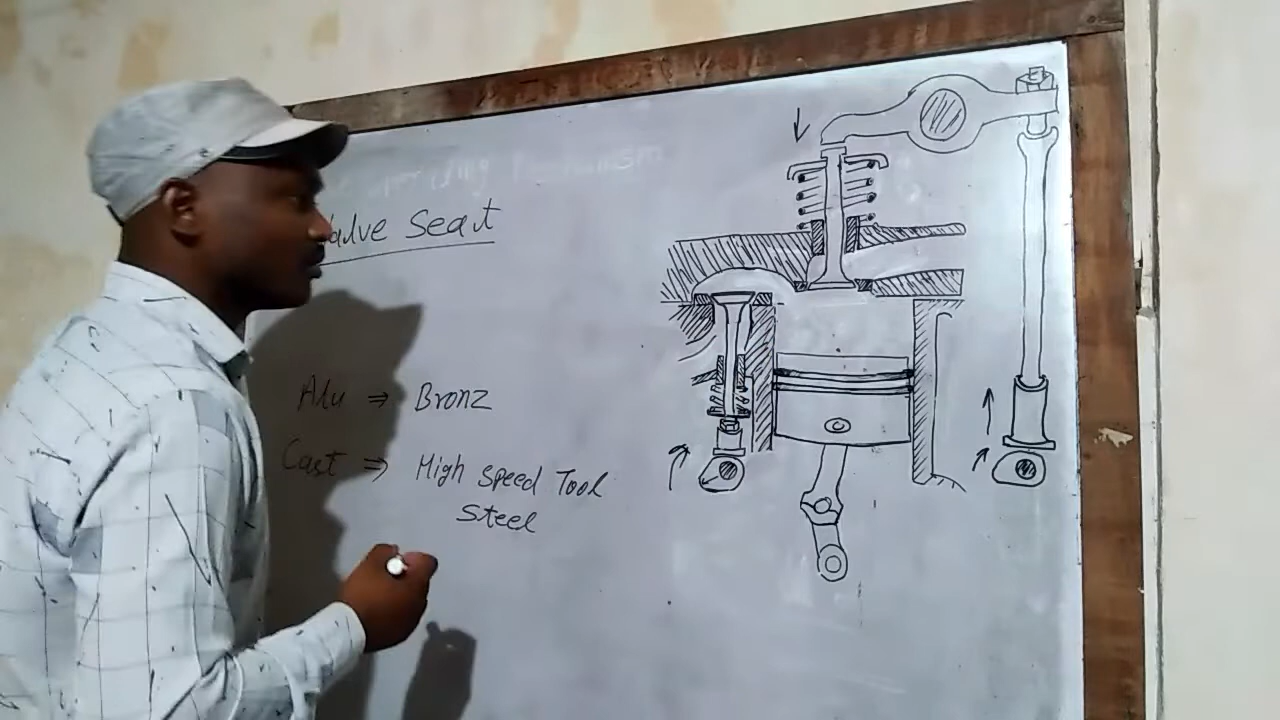 Valve Seat
Alu ⇒ Bronz
Cast ⇒ High Speed Tool
Steel